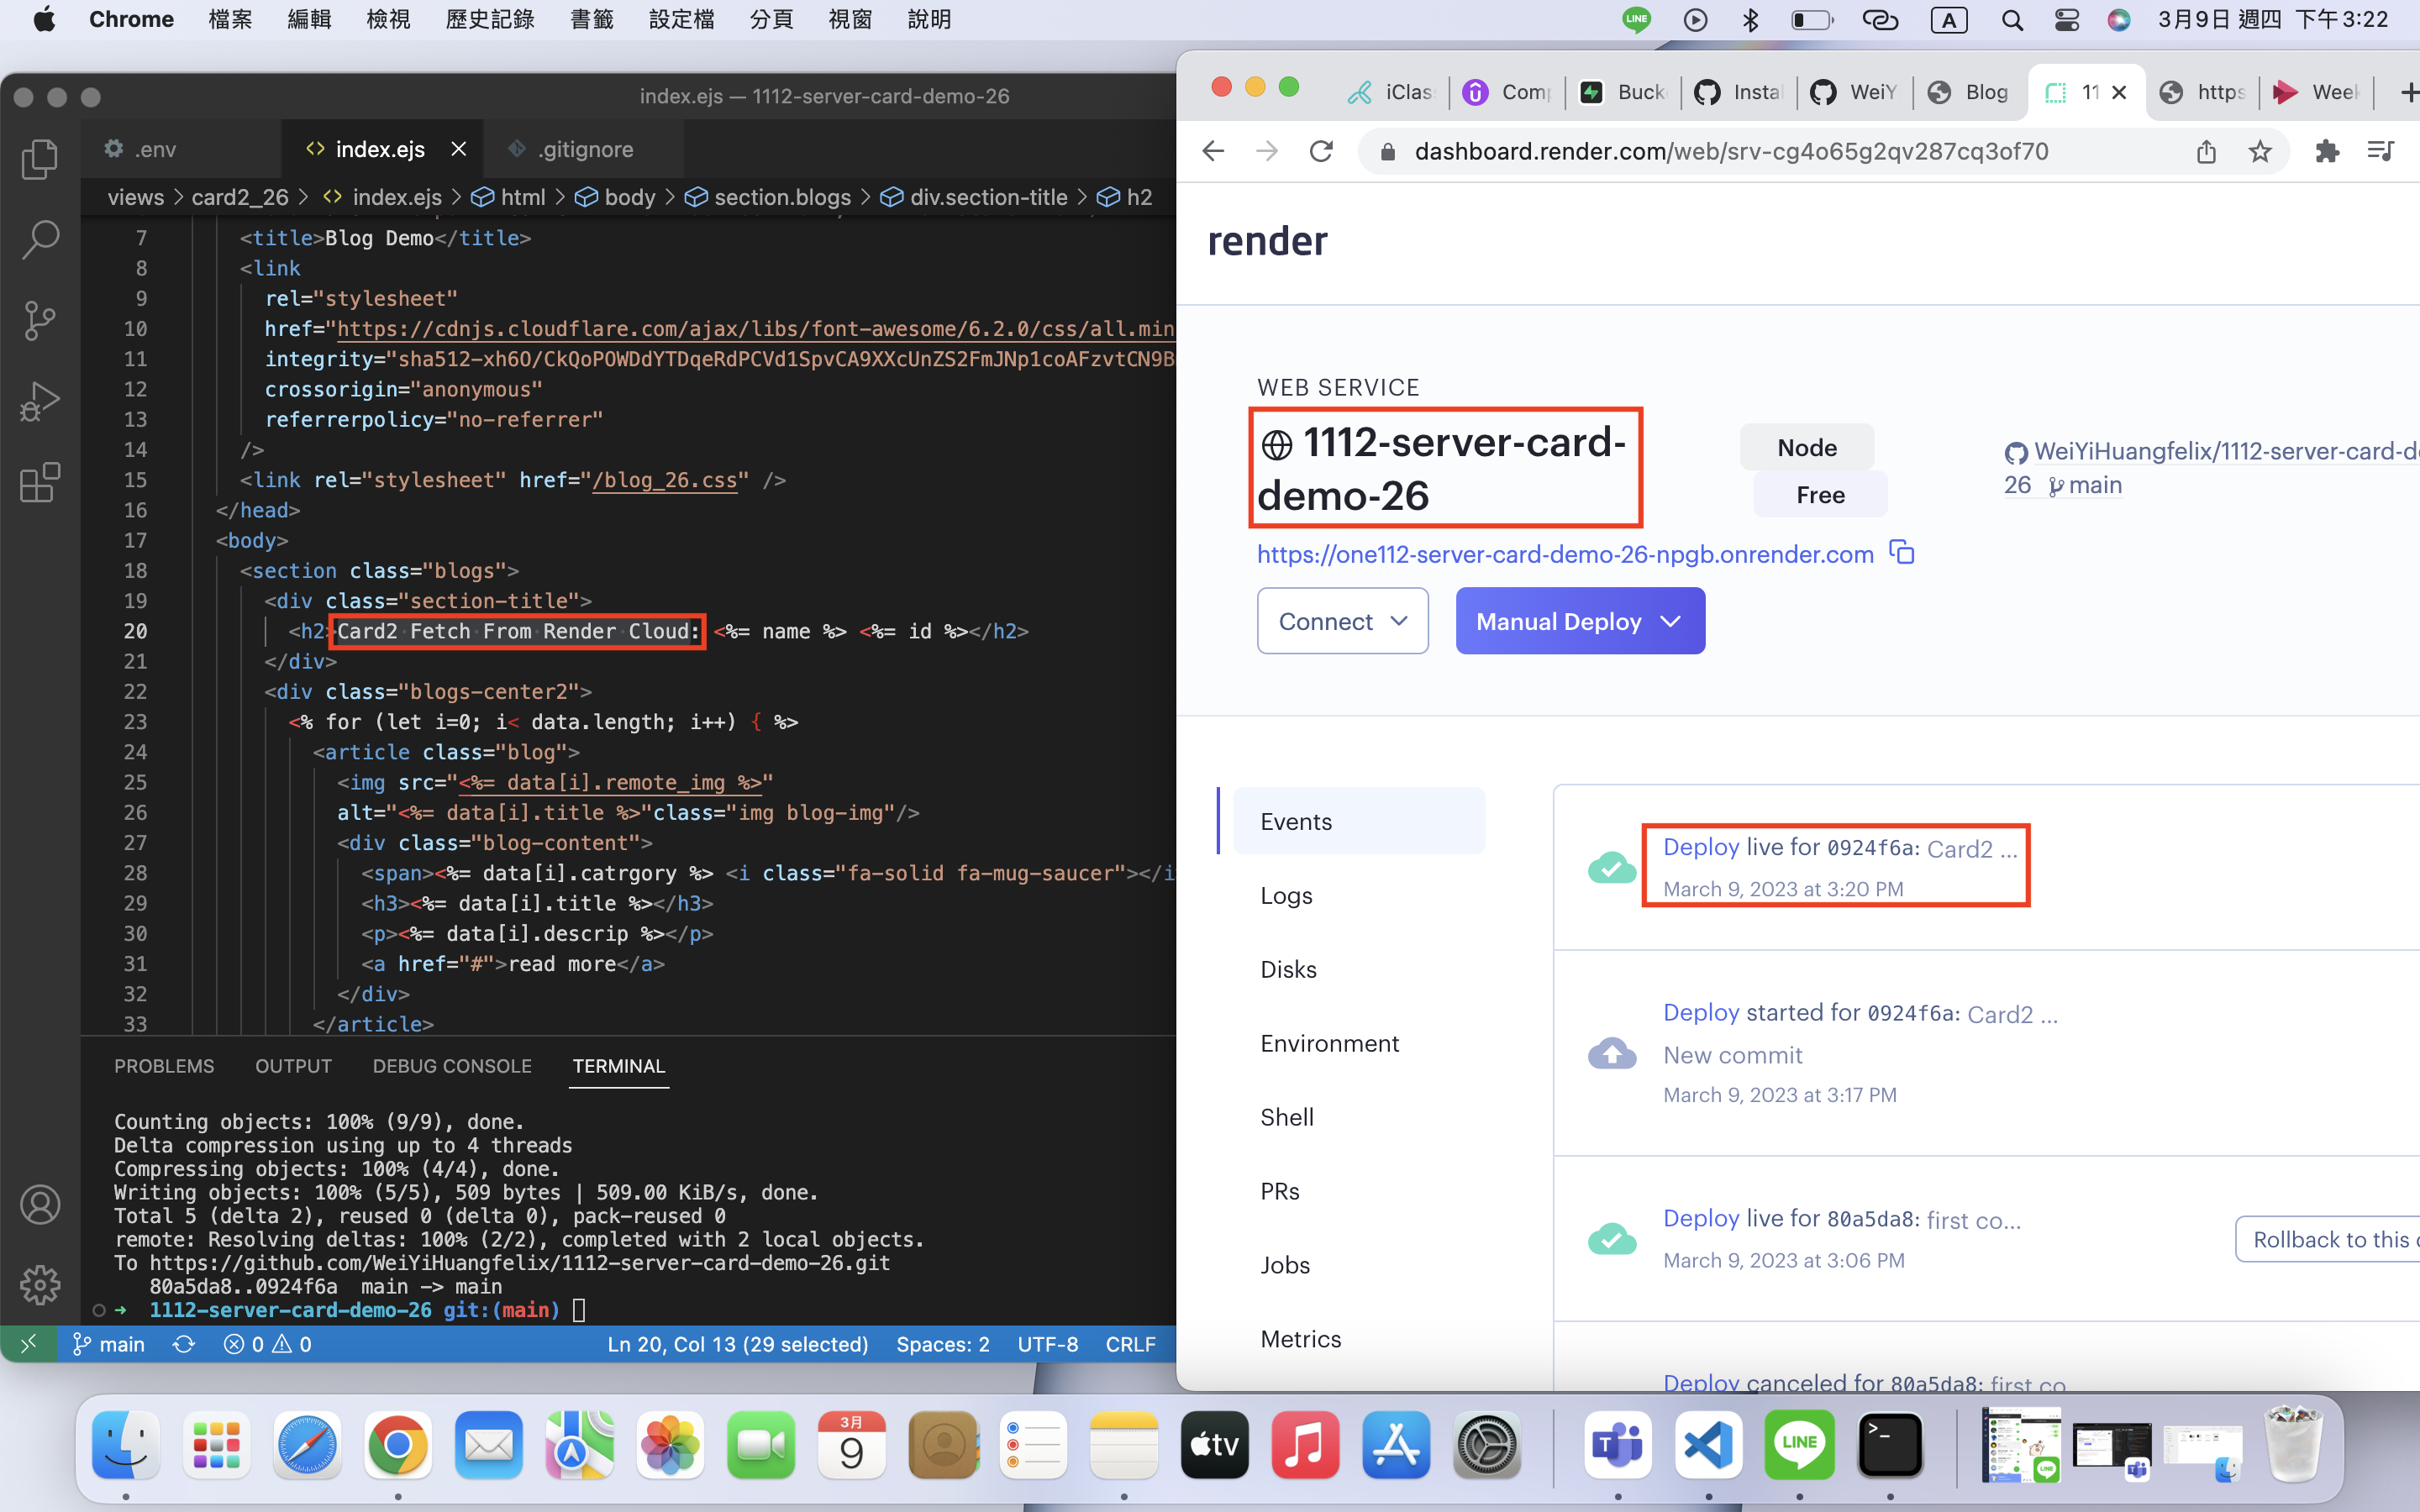 Chrome 檔案 編輯 檢視 歷史記錄 書籤 設定檔 分頁 視窗 說明
LINE A 3月9日 週四 下午3:22
index.ejs — 1112-server-card-demo-26
.env
index.ejs
.gitignore
views > card2_26 > index.ejs > html > body > section.blogs > div.section-title > h2
7 <title>Blog Demo</title>
8 <link
9 rel="stylesheet"
10 href="https://cdnjs.cloudflare.com/ajax/libs/font-awesome/6.2.0/css/all.min
11 integrity="sha512-xh6O/CkQoPOWDdYTDqeRdPCVd1SpvCA9XXcUnZS2FmJNp1coAFzvtCN9B
12 crossorigin="anonymous"
13 referrerpolicy="no-referrer"
14 />
15 <link rel="stylesheet" href="/blog_26.css" />
16 </head>
17 <body>
18 <section class="blogs">
19 <div class="section-title">
20 <h2>Card2 Fetch From Render Cloud: <%= name %> <%= id %></h2>
21 </div>
22 <div class="blogs-center2">
23 <% for (let i=0; i< data.length; i++) { %>
24 <article class="blog">
25 <img src="<%= data[i].remote_img %>"
26 alt="<%= data[i].title %>"class="img blog-img"/>
27 <div class="blog-content">
28 <span><%= data[i].catrgory %> <i class="fa-solid fa-mug-saucer"></i
29 <h3><%= data[i].title %></h3>
30 <p><%= data[i].descrip %></p>
31 <a href="#">read more</a>
32 </div>
33 </article>
PROBLEMS OUTPUT DEBUG CONSOLE TERMINAL
Counting objects: 100% (9/9), done.
Delta compression using up to 4 threads
Compressing objects: 100% (4/4), done.
Writing objects: 100% (5/5), 509 bytes | 509.00 KiB/s, done.
Total 5 (delta 2), reused 0 (delta 0), pack-reused 0
remote: Resolving deltas: 100% (2/2), completed with 2 local objects.
To https://github.com/WeiYiHuangfelix/1112-server-card-demo-26.git
80a5da8..0924f6a main -> main
→ 1112-server-card-demo-26 git:(main)
main 0 0 Ln 20, Col 13 (29 selected) Spaces: 2 UTF-8 CRLF
iClas Comp Buck Instal WeiY Blog 11 https Week
dashboard.render.com/web/srv-cg4o65g2qv287cq3of70
render
WEB SERVICE
1112-server-card-
demo-26
Node
Free
WeiYiHuangfelix/1112-server-card-d
26 main
https://one112-server-card-demo-26-npgb.onrender.com
Connect
Manual Deploy
Events
Logs
Disks
Environment
Shell
PRs
Jobs
Metrics
Deploy live for 0924f6a: Card2 ...
March 9, 2023 at 3:20 PM
Deploy started for 0924f6a: Card2 ...
New commit
March 9, 2023 at 3:17 PM
Deploy live for 80a5da8: first co...
March 9, 2023 at 3:06 PM
Rollback to this
Deploy canceled for 80a5da8: first co
3月
9
tv
T
LINE
>_